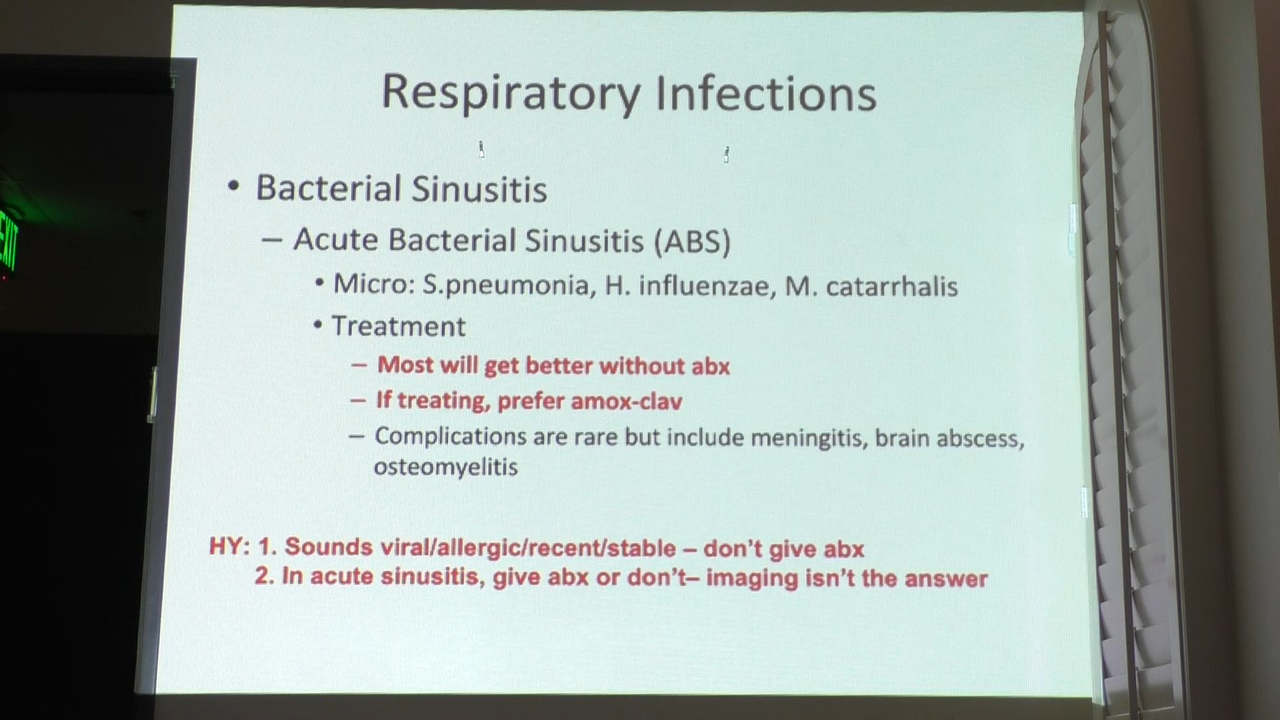 Respiratory Infections
• Bacterial Sinusitis
– Acute Bacterial Sinusitis (ABS)
• Micro: S.pneumonia, H. influenzae, M. catarrhalis
• Treatment
– Most will get better without abx
– If treating, prefer amox-clav
– Complications are rare but include meningitis, brain abscess,
osteomyelitis
HY: 1. Sounds viral/allergic/recent/stable – don't give abx
2. In acute sinusitis, give abx or don't– imaging isn't the answer
EXIT